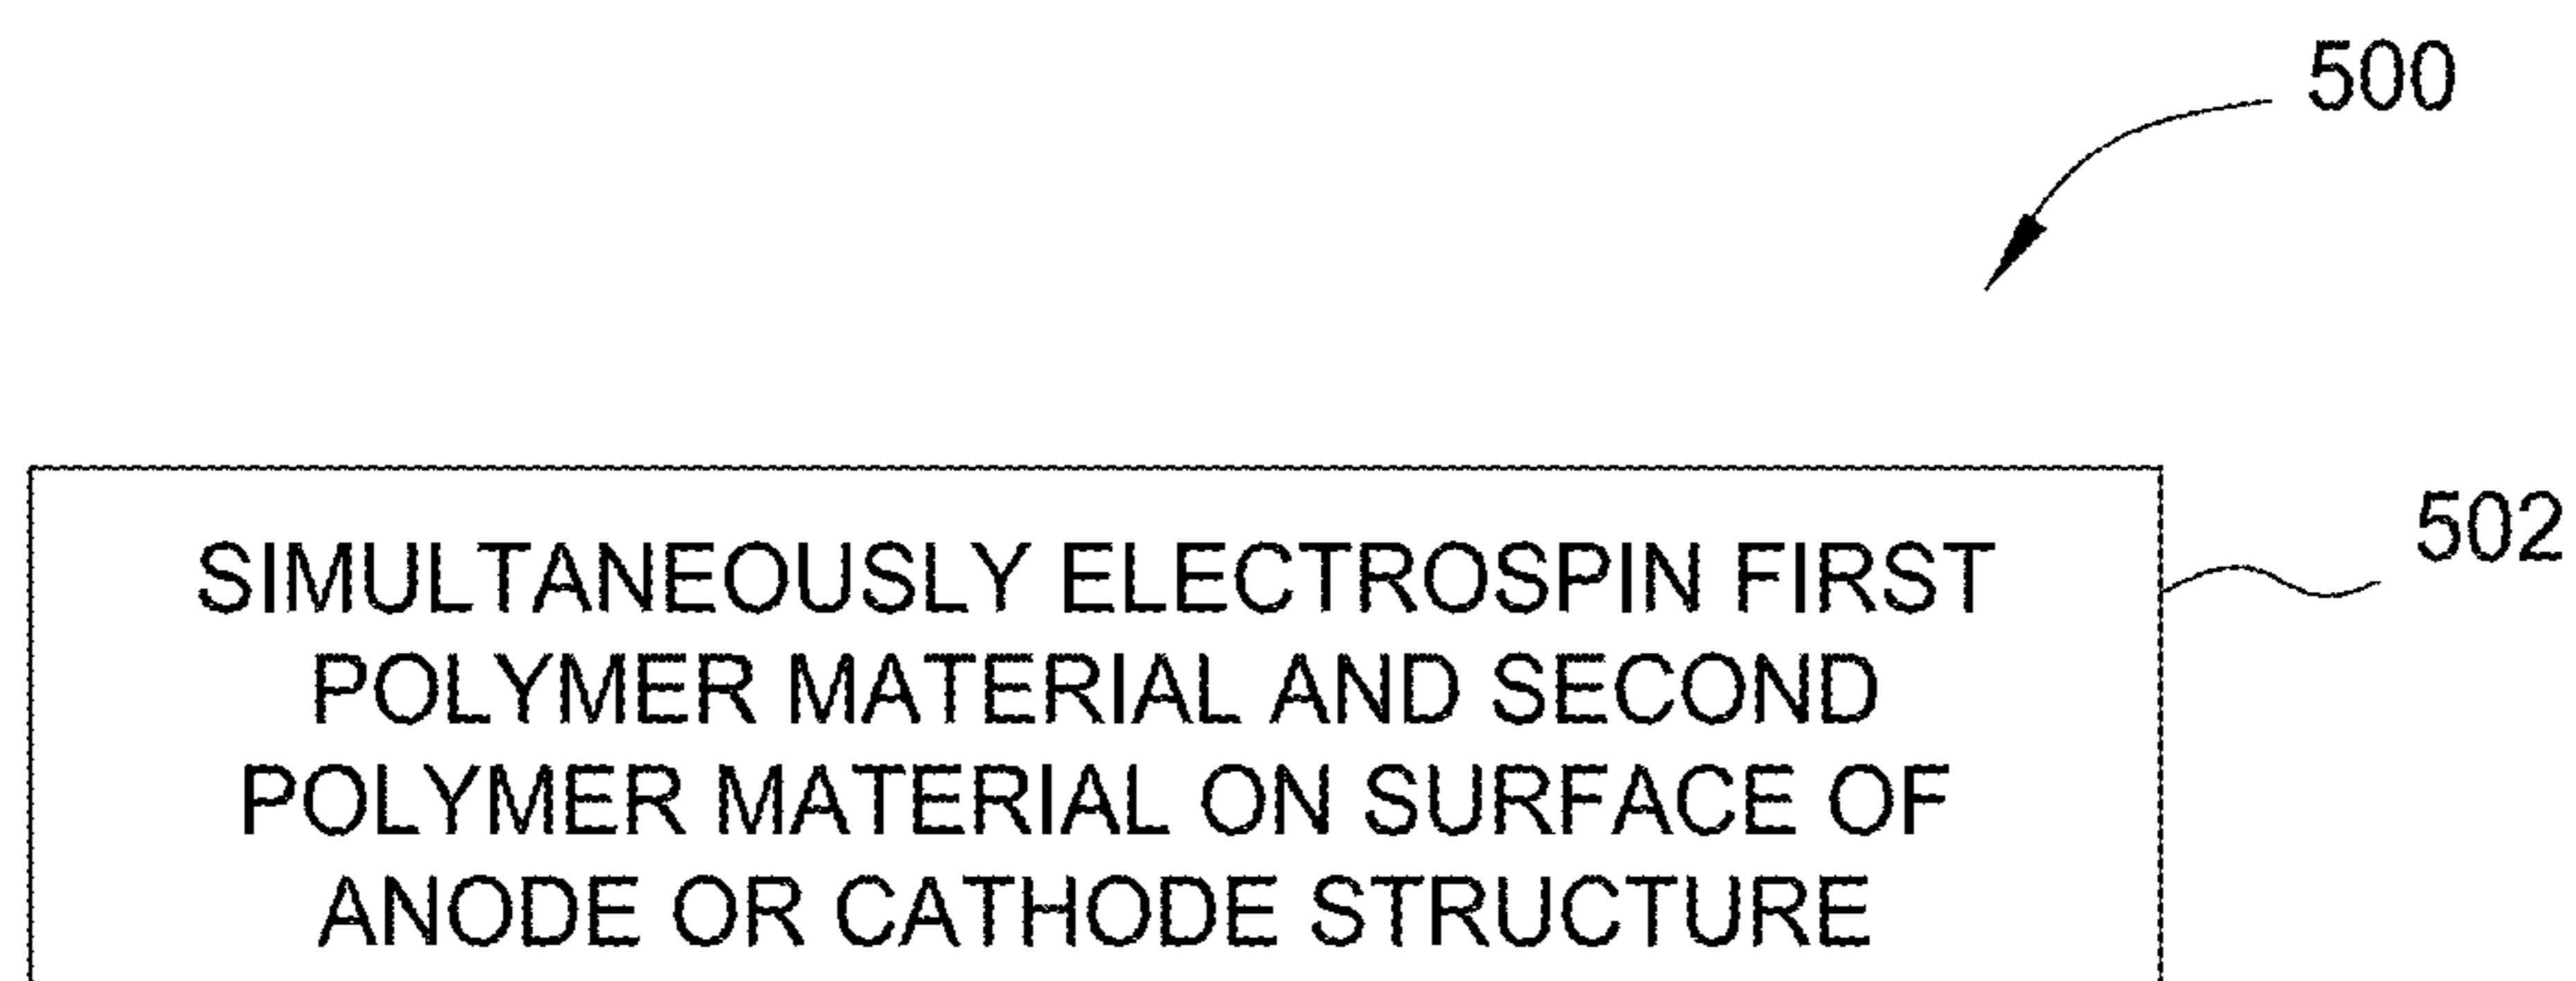 500
502
SIMULTANEOUSLY ELECTROSPIN FIRST
POLYMER MATERIAL AND SECOND
POLYMER MATERIAL ON SURFACE OF
ANODE OR CATHODE STRUCTURE